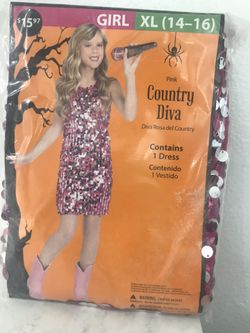 $15.97
GIRL XL (14–16)
Pink
Country
Diva
Diva Rosa del Country
Contains
1 Dress
Contenido
1 Vestido
WARNING: